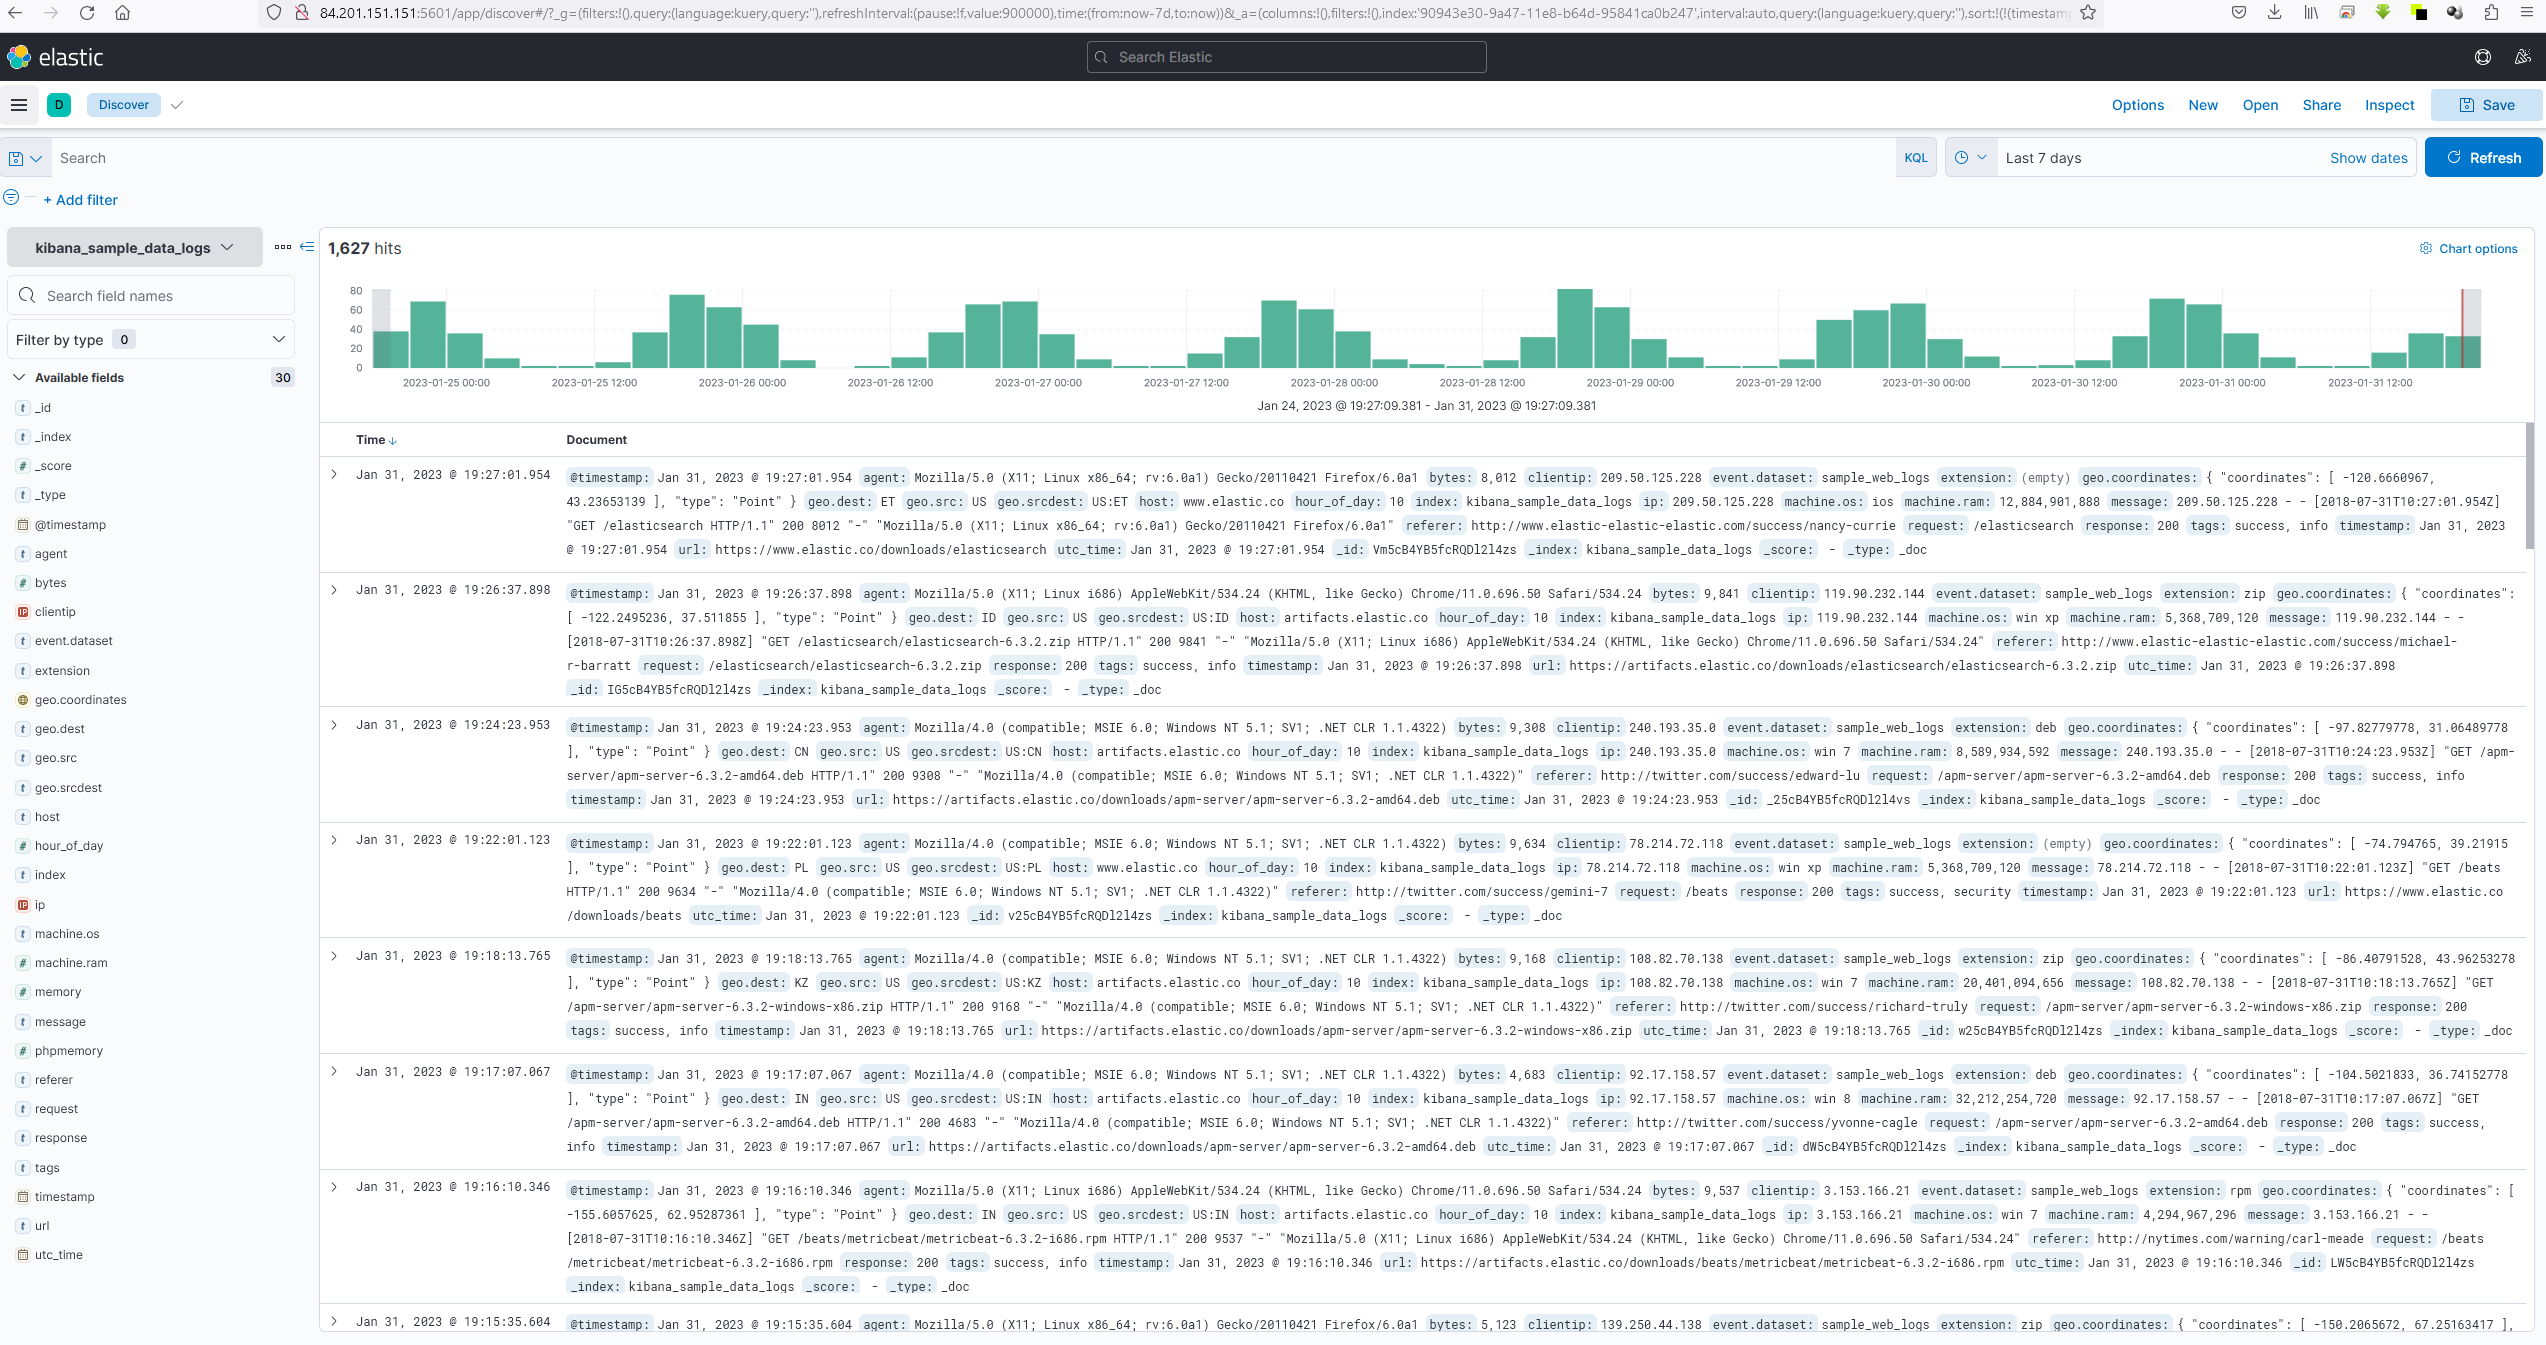 84.201.151.151:5601/app/discover#/?_g=(filters:!(),query:(language:kuery,query:''),refreshInterval:(pause:!f,value:900000),time:(from:now-7d,to:now))&_a=(columns:!(),filters:!(),index:'90943e30-9a47-11e8-b64d-95841ca0b247',interval:auto,query:(language:kuery,query:''),sort:!(!(timestamp
elastic
Search Elastic
D Discover Options New Open Share Inspect Save
Search KQL Last 7 days Show dates Refresh
+ Add filter
kibana_sample_data_logs
Search field names
Filter by type 0
Available fields 30
_id
_index
_score
_type
@timestamp
agent
bytes
clientip
event.dataset
extension
geo.coordinates
geo.dest
geo.src
geo.srcdest
host
hour_of_day
index
ip
machine.os
machine.ram
memory
message
phpmemory
referer
request
response
tags
timestamp
url
utc_time
1,627 hits
Chart options
80
60
40
20
0
2023-01-25 00:00 2023-01-25 12:00 2023-01-26 00:00 2023-01-26 12:00 2023-01-27 00:00 2023-01-27 12:00 2023-01-28 00:00 2023-01-28 12:00 2023-01-29 00:00 2023-01-29 12:00 2023-01-30 00:00 2023-01-30 12:00 2023-01-31 00:00 2023-01-31 12:00
Jan 24, 2023 @ 19:27:09.381 - Jan 31, 2023 @ 19:27:09.381
Time Document
Jan 31, 2023 @ 19:27:01.954 @timestamp: Jan 31, 2023 @ 19:27:01.954 agent: Mozilla/5.0 (X11; Linux x86_64; rv:6.0a1) Gecko/20110421 Firefox/6.0a1 bytes: 8,012 clientip: 209.50.125.228 event.dataset: sample_web_logs extension: (empty) geo.coordinates: { "coordinates": [ -120.6660967,
43.23653139 ], "type": "Point" } geo.dest: ET geo.src: US geo.srcdest: US:ET host: www.elastic.co hour_of_day: 10 index: kibana_sample_data_logs ip: 209.50.125.228 machine.os: ios machine.ram: 12,884,901,888 message: 209.50.125.228 - - [2018-07-31T10:27:01.954Z]
"GET /elasticsearch HTTP/1.1" 200 8012 "-" "Mozilla/5.0 (X11; Linux x86_64; rv:6.0a1) Gecko/20110421 Firefox/6.0a1" referer: http://www.elastic-elastic-elastic.com/success/nancy-currie request: /elasticsearch response: 200 tags: success, info timestamp: Jan 31, 2023
@ 19:27:01.954 url: https://www.elastic.co/downloads/elasticsearch utc_time: Jan 31, 2023 @ 19:27:01.954 _id: Vm5cB4YB5fcRQDl2l4zs _index: kibana_sample_data_logs _score: - _type: _doc
Jan 31, 2023 @ 19:26:37.898 @timestamp: Jan 31, 2023 @ 19:26:37.898 agent: Mozilla/5.0 (X11; Linux i686) AppleWebKit/534.24 (KHTML, like Gecko) Chrome/11.0.696.50 Safari/534.24 bytes: 9,841 clientip: 119.90.232.144 event.dataset: sample_web_logs extension: zip geo.coordinates: { "coordinates":
[ -122.2495236, 37.511855 ], "type": "Point" } geo.dest: ID geo.src: US geo.srcdest: US:ID host: artifacts.elastic.co hour_of_day: 10 index: kibana_sample_data_logs ip: 119.90.232.144 machine.os: win xp machine.ram: 5,368,709,120 message: 119.90.232.144 - -
[2018-07-31T10:26:37.898Z] "GET /elasticsearch/elasticsearch-6.3.2.zip HTTP/1.1" 200 9841 "-" "Mozilla/5.0 (X11; Linux i686) AppleWebKit/534.24 (KHTML, like Gecko) Chrome/11.0.696.50 Safari/534.24" referer: http://www.elastic-elastic-elastic.com/success/michael-
r-barratt request: /elasticsearch/elasticsearch-6.3.2.zip response: 200 tags: success, info timestamp: Jan 31, 2023 @ 19:26:37.898 url: https://artifacts.elastic.co/downloads/elasticsearch/elasticsearch-6.3.2.zip utc_time: Jan 31, 2023 @ 19:26:37.898
_id: IG5cB4YB5fcRQDl2l4zs _index: kibana_sample_data_logs _score: - _type: _doc
Jan 31, 2023 @ 19:24:23.953 @timestamp: Jan 31, 2023 @ 19:24:23.953 agent: Mozilla/4.0 (compatible; MSIE 6.0; Windows NT 5.1; SV1; .NET CLR 1.1.4322) bytes: 9,308 clientip: 240.193.35.0 event.dataset: sample_web_logs extension: deb geo.coordinates: { "coordinates": [ -97.82779778, 31.06489778
], "type": "Point" } geo.dest: CN geo.src: US geo.srcdest: US:CN host: artifacts.elastic.co hour_of_day: 10 index: kibana_sample_data_logs ip: 240.193.35.0 machine.os: win 7 machine.ram: 8,589,934,592 message: 240.193.35.0 - - [2018-07-31T10:24:23.953Z] "GET /apm-
server/apm-server-6.3.2-amd64.deb HTTP/1.1" 200 9308 "-" "Mozilla/4.0 (compatible; MSIE 6.0; Windows NT 5.1; SV1; .NET CLR 1.1.4322)" referer: http://twitter.com/success/edward-lu request: /apm-server/apm-server-6.3.2-amd64.deb response: 200 tags: success, info
timestamp: Jan 31, 2023 @ 19:24:23.953 url: https://artifacts.elastic.co/downloads/apm-server/apm-server-6.3.2-amd64.deb utc_time: Jan 31, 2023 @ 19:24:23.953 _id: _25cB4YB5fcRQDl2l4vs _index: kibana_sample_data_logs _score: - _type: _doc
Jan 31, 2023 @ 19:22:01.123 @timestamp: Jan 31, 2023 @ 19:22:01.123 agent: Mozilla/4.0 (compatible; MSIE 6.0; Windows NT 5.1; SV1; .NET CLR 1.1.4322) bytes: 9,634 clientip: 78.214.72.118 event.dataset: sample_web_logs extension: (empty) geo.coordinates: { "coordinates": [ -74.794765, 39.21915
], "type": "Point" } geo.dest: PL geo.src: US geo.srcdest: US:PL host: www.elastic.co hour_of_day: 10 index: kibana_sample_data_logs ip: 78.214.72.118 machine.os: win xp machine.ram: 5,368,709,120 message: 78.214.72.118 - - [2018-07-31T10:22:01.123Z] "GET /beats
HTTP/1.1" 200 9634 "-" "Mozilla/4.0 (compatible; MSIE 6.0; Windows NT 5.1; SV1; .NET CLR 1.1.4322)" referer: http://twitter.com/success/gemini-7 request: /beats response: 200 tags: success, security timestamp: Jan 31, 2023 @ 19:22:01.123 url: https://www.elastic.co
/downloads/beats utc_time: Jan 31, 2023 @ 19:22:01.123 _id: v25cB4YB5fcRQDl2l4zs _index: kibana_sample_data_logs _score: - _type: _doc
Jan 31, 2023 @ 19:18:13.765 @timestamp: Jan 31, 2023 @ 19:18:13.765 agent: Mozilla/4.0 (compatible; MSIE 6.0; Windows NT 5.1; SV1; .NET CLR 1.1.4322) bytes: 9,168 clientip: 108.82.70.138 event.dataset: sample_web_logs extension: zip geo.coordinates: { "coordinates": [ -86.40791528, 43.96253278
], "type": "Point" } geo.dest: KZ geo.src: US geo.srcdest: US:KZ host: artifacts.elastic.co hour_of_day: 10 index: kibana_sample_data_logs ip: 108.82.70.138 machine.os: win 7 machine.ram: 20,401,094,656 message: 108.82.70.138 - - [2018-07-31T10:18:13.765Z] "GET
/apm-server/apm-server-6.3.2-windows-x86.zip HTTP/1.1" 200 9168 "-" "Mozilla/4.0 (compatible; MSIE 6.0; Windows NT 5.1; SV1; .NET CLR 1.1.4322)" referer: http://twitter.com/success/richard-truly request: /apm-server/apm-server-6.3.2-windows-x86.zip response: 200
tags: success, info timestamp: Jan 31, 2023 @ 19:18:13.765 url: https://artifacts.elastic.co/downloads/apm-server/apm-server-6.3.2-windows-x86.zip utc_time: Jan 31, 2023 @ 19:18:13.765 _id: w25cB4YB5fcRQDl2l4zs _index: kibana_sample_data_logs _score: - _type: _doc
Jan 31, 2023 @ 19:17:07.067 @timestamp: Jan 31, 2023 @ 19:17:07.067 agent: Mozilla/4.0 (compatible; MSIE 6.0; Windows NT 5.1; SV1; .NET CLR 1.1.4322) bytes: 4,683 clientip: 92.17.158.57 event.dataset: sample_web_logs extension: deb geo.coordinates: { "coordinates": [ -104.5021833, 36.74152778
], "type": "Point" } geo.dest: IN geo.src: US geo.srcdest: US:IN host: artifacts.elastic.co hour_of_day: 10 index: kibana_sample_data_logs ip: 92.17.158.57 machine.os: win 8 machine.ram: 32,212,254,720 message: 92.17.158.57 - - [2018-07-31T10:17:07.067Z] "GET
/apm-server/apm-server-6.3.2-amd64.deb HTTP/1.1" 200 4683 "-" "Mozilla/4.0 (compatible; MSIE 6.0; Windows NT 5.1; SV1; .NET CLR 1.1.4322)" referer: http://twitter.com/success/yvonne-cagle request: /apm-server/apm-server-6.3.2-amd64.deb response: 200 tags: success,
info timestamp: Jan 31, 2023 @ 19:17:07.067 url: https://artifacts.elastic.co/downloads/apm-server/apm-server-6.3.2-amd64.deb utc_time: Jan 31, 2023 @ 19:17:07.067 _id: dW5cB4YB5fcRQDl2l4zs _index: kibana_sample_data_logs _score: - _type: _doc
Jan 31, 2023 @ 19:16:10.346 @timestamp: Jan 31, 2023 @ 19:16:10.346 agent: Mozilla/5.0 (X11; Linux i686) AppleWebKit/534.24 (KHTML, like Gecko) Chrome/11.0.696.50 Safari/534.24 bytes: 9,537 clientip: 3.153.166.21 event.dataset: sample_web_logs extension: rpm geo.coordinates: { "coordinates": [
-155.6057625, 62.95287361 ], "type": "Point" } geo.dest: IN geo.src: US geo.srcdest: US:IN host: artifacts.elastic.co hour_of_day: 10 index: kibana_sample_data_logs ip: 3.153.166.21 machine.os: win 7 machine.ram: 4,294,967,296 message: 3.153.166.21 - -
[2018-07-31T10:16:10.346Z] "GET /beats/metricbeat/metricbeat-6.3.2-i686.rpm HTTP/1.1" 200 9537 "-" "Mozilla/5.0 (X11; Linux i686) AppleWebKit/534.24 (KHTML, like Gecko) Chrome/11.0.696.50 Safari/534.24" referer: http://nytimes.com/warning/carl-meade request: /beats
/metricbeat/metricbeat-6.3.2-i686.rpm response: 200 tags: success, info timestamp: Jan 31, 2023 @ 19:16:10.346 url: https://artifacts.elastic.co/downloads/beats/metricbeat/metricbeat-6.3.2-i686.rpm utc_time: Jan 31, 2023 @ 19:16:10.346 _id: LW5cB4YB5fcRQDl2l4zs
_index: kibana_sample_data_logs _score: - _type: _doc
Jan 31, 2023 @ 19:15:35.604 @timestamp: Jan 31, 2023 @ 19:15:35.604 agent: Mozilla/5.0 (X11; Linux x86_64; rv:6.0a1) Gecko/20110421 Firefox/6.0a1 bytes: 5,123 clientip: 139.250.44.138 event.dataset: sample_web_logs extension: zip geo.coordinates: { "coordinates": [ -150.2065672, 67.25163417 ],